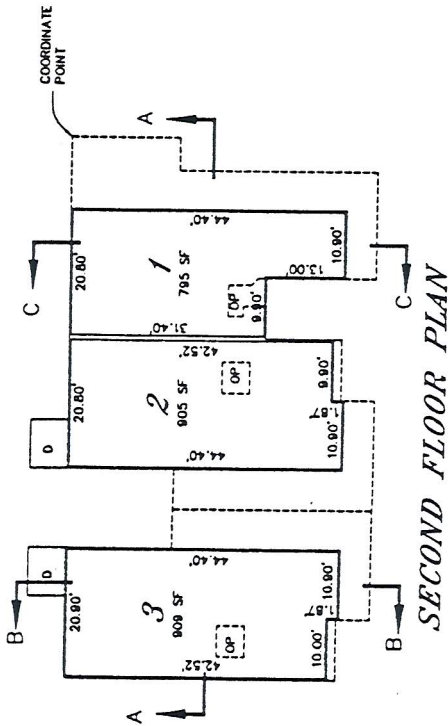 COORDINATE
POINT
A
C
20.80'
44.40'
1
795 SF
31.40'
OP
9.90'
13.00'
10.90'
C
D
20.80'
42.52'
2
905 SF
OP
44.40'
9.90'
1.87'
10.90'
B
D
20.90'
44.40'
3
909 SF
OP
42.52'
10.90'
1.87'
10.00'
B
A
SECOND FLOOR PLAN